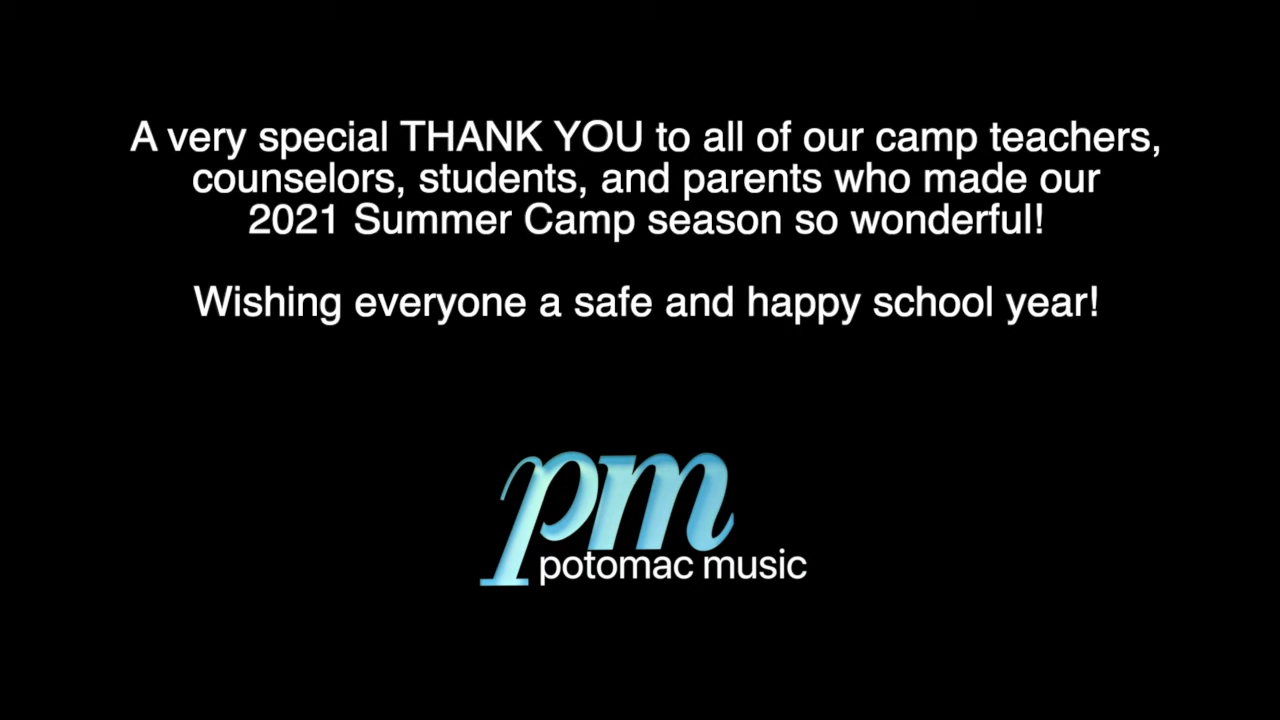 A very special THANK YOU to all of our camp teachers,
counselors, students, and parents who made our
2021 Summer Camp season so wonderful!
Wishing everyone a safe and happy school year!
pm
potomac music